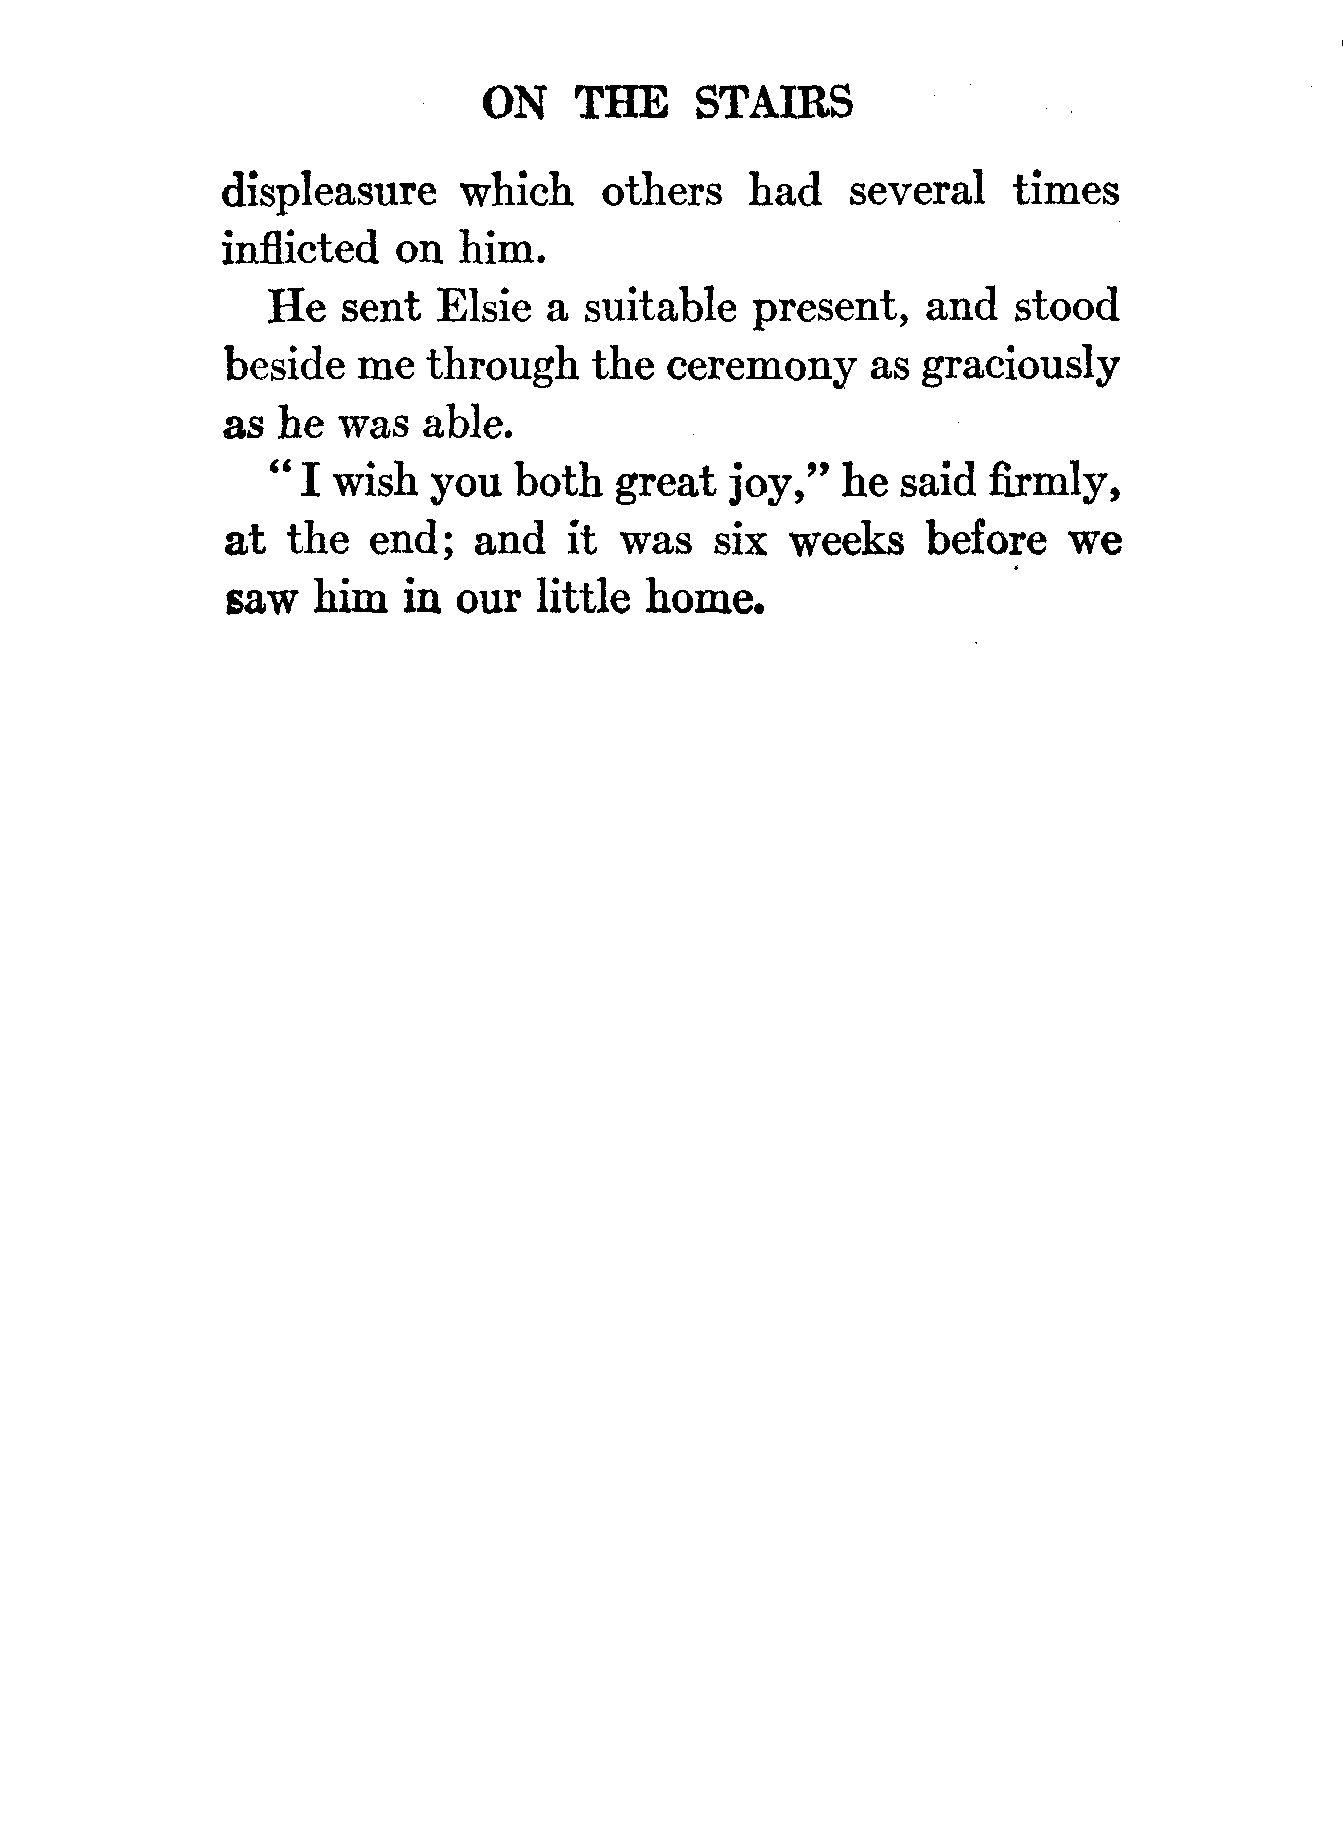 ON THE STAIRS
displeasure which others had several times
inflicted on him.
He sent Elsie a suitable present, and stood
beside me through the ceremony as graciously
as he was able.
“I wish you both great joy,” he said firmly,
at the end; and it was six weeks before we
saw him in our little home.